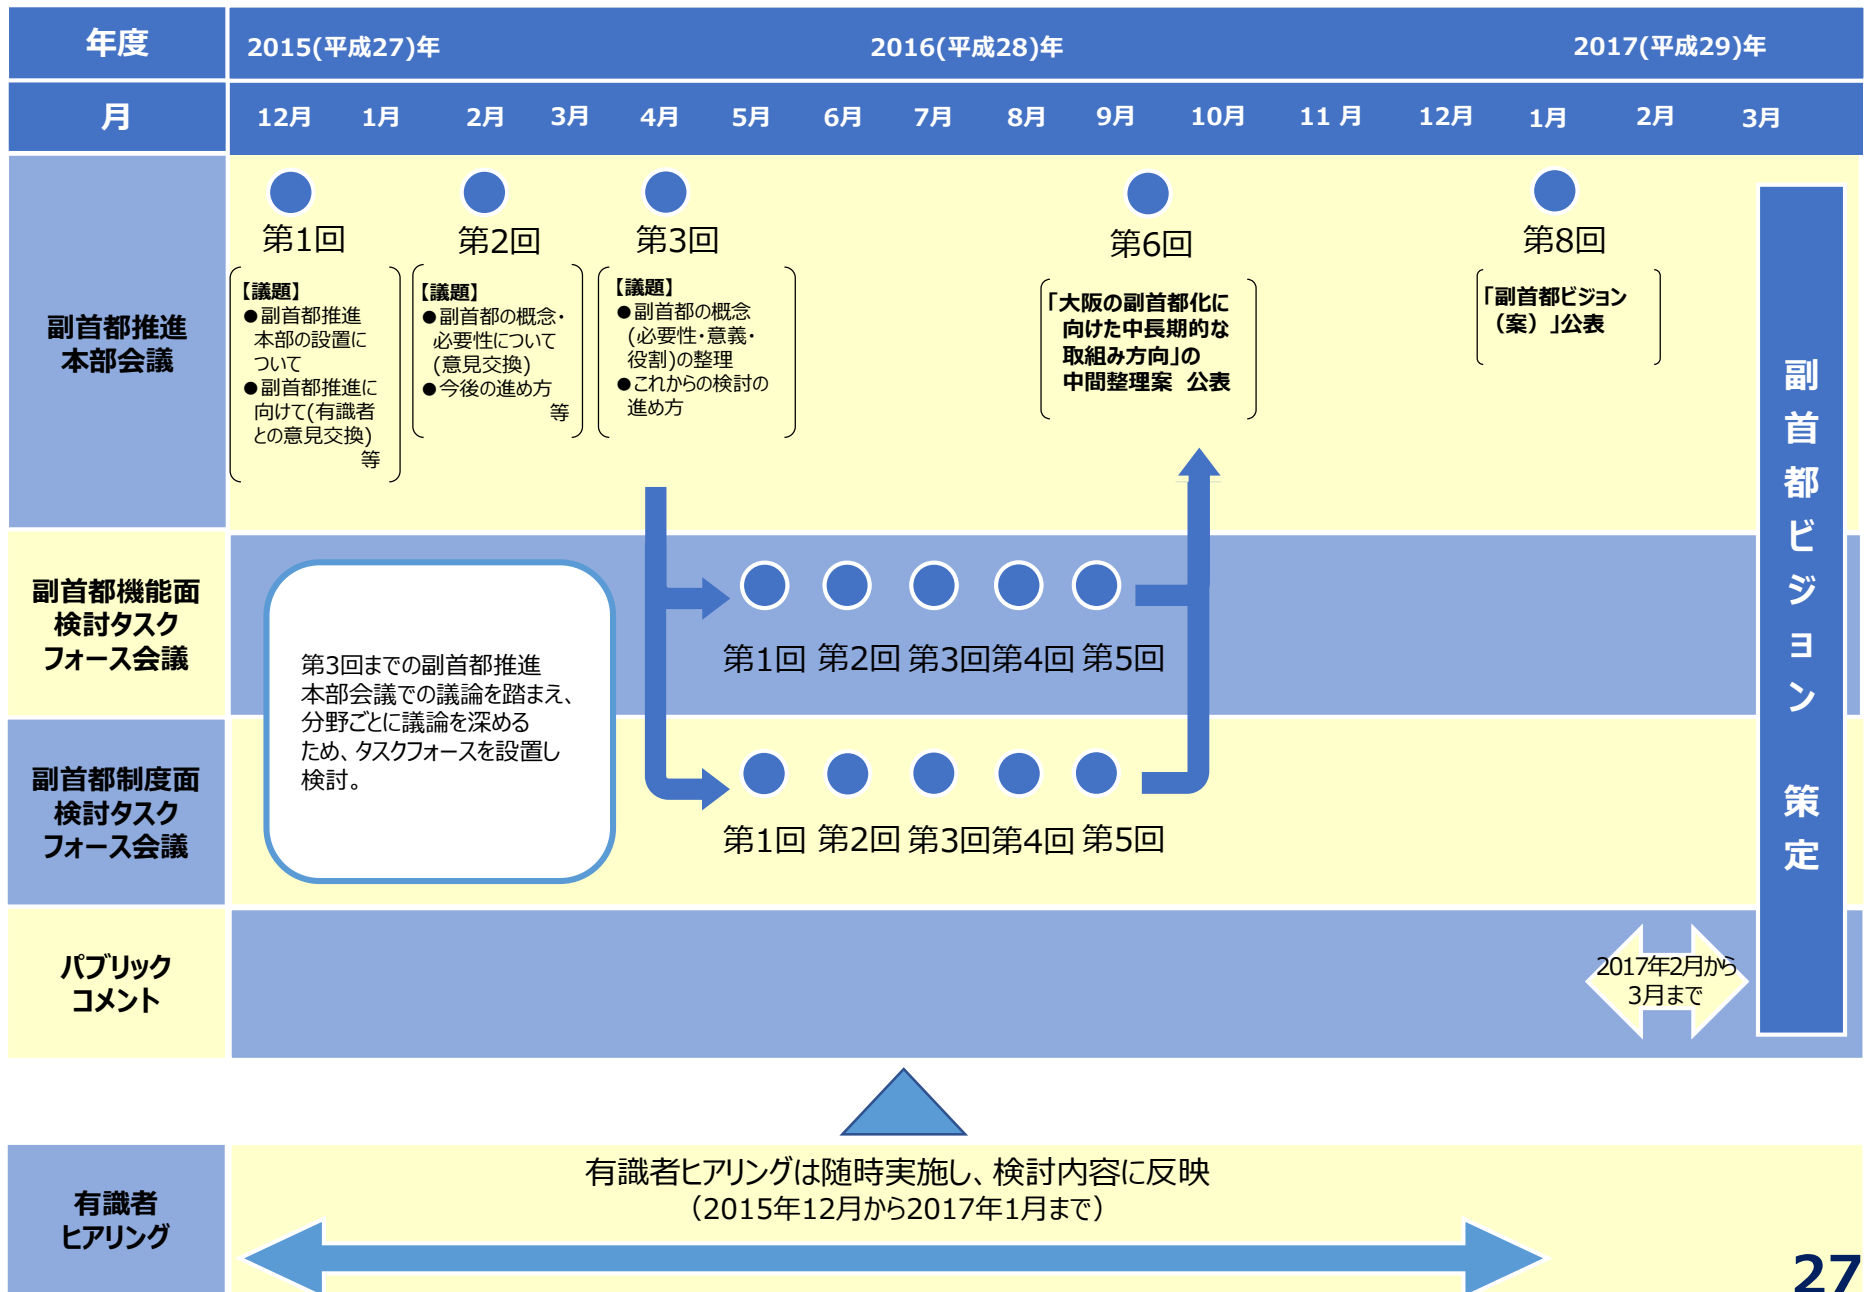 年度
2015(平成27)年
2016(平成28)年
2017(平成29)年
月
12月
1月
2月
3月
4月
5月
6月
7月
8月
9月
10月
11 月
12月
1月
2月
3月
副首都推進
本部会議
第1回
【議題】
●副首都推進
本部の設置に
ついて
●副首都推進に
向けて(有識者
との意見交換)
等
第2回
【議題】
●副首都の概念・
必要性について
(意見交換)
●今後の進め方
等
第3回
【議題】
●副首都の概念
(必要性・意義・
役割)の整理
●これからの検討の
進め方
第6回
「大阪の副首都化に
向けた中長期的な
取組み方向」の
中間整理案 公表
第8回
「副首都ビジョン
（案）」公表
副首都ビジョン 策定
副首都機能面
検討タスク
フォース会議
第3回までの副首都推進
本部会議での議論を踏まえ、
分野ごとに議論を深める
ため、タスクフォースを設置し
検討。
第1回 第2回 第3回 第4回 第5回
副首都制度面
検討タスク
フォース会議
第1回 第2回 第3回 第4回 第5回
パブリック
コメント
2017年2月から
3月まで
有識者
ヒアリング
有識者ヒアリングは随時実施し、検討内容に反映
（2015年12月から2017年1月まで）
27